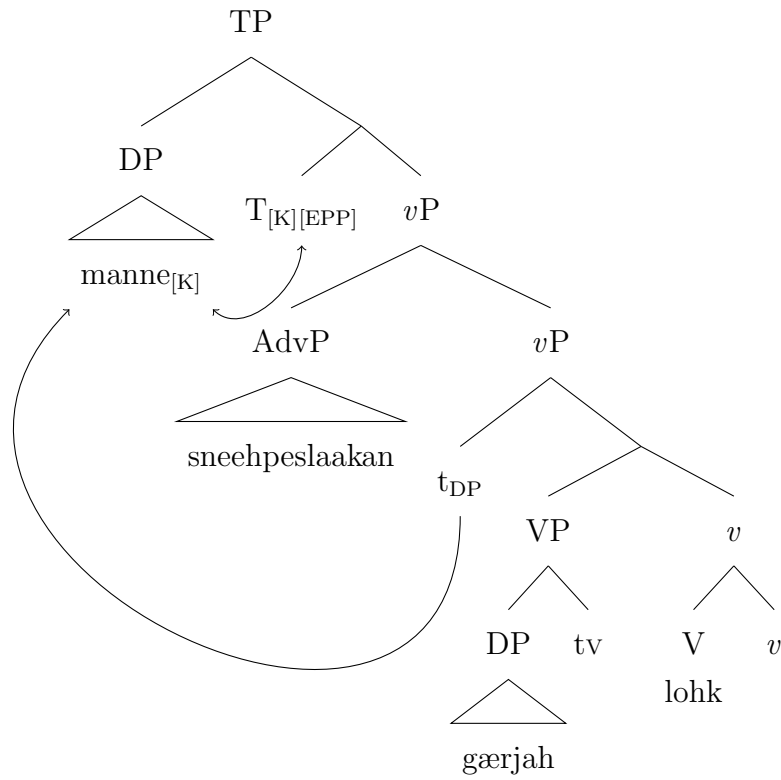 TP
DP
T[K][EPP] vP
manne[K]
AdvP vP
sneehpeslaakan
tDP
VP v
DP tV V v
lohk
gærjah